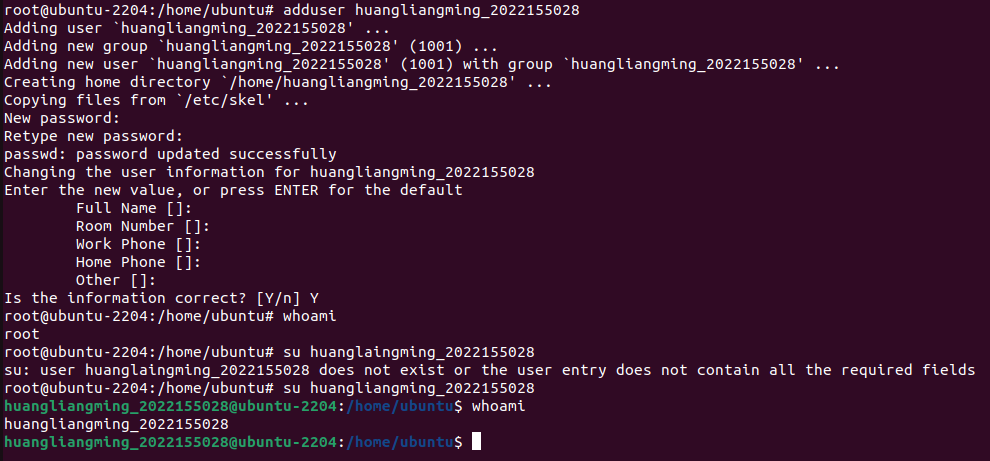 root@ubuntu-2204:/home/ubuntu# adduser huangliangming_2022155028
Adding user `huangliangming_2022155028' ...
Adding new group `huangliangming_2022155028' (1001) ...
Adding new user `huangliangming_2022155028' (1001) with group `huangliangming_2022155028' ...
Creating home directory `/home/huangliangming_2022155028' ...
Copying files from `/etc/skel' ...
New password:
Retype new password:
passwd: password updated successfully
Changing the user information for huangliangming_2022155028
Enter the new value, or press ENTER for the default
        Full Name []:
        Room Number []:
        Work Phone []:
        Home Phone []:
        Other []:
Is the information correct? [Y/n] Y
root@ubuntu-2204:/home/ubuntu# whoami
root
root@ubuntu-2204:/home/ubuntu# su huanglaingming_2022155028
su: user huanglaingming_2022155028 does not exist or the user entry does not contain all the required fields
root@ubuntu-2204:/home/ubuntu# su huangliangming_2022155028
huangliangming_2022155028@ubuntu-2204:/home/ubuntu$ whoami
huangliangming_2022155028
huangliangming_2022155028@ubuntu-2204:/home/ubuntu$